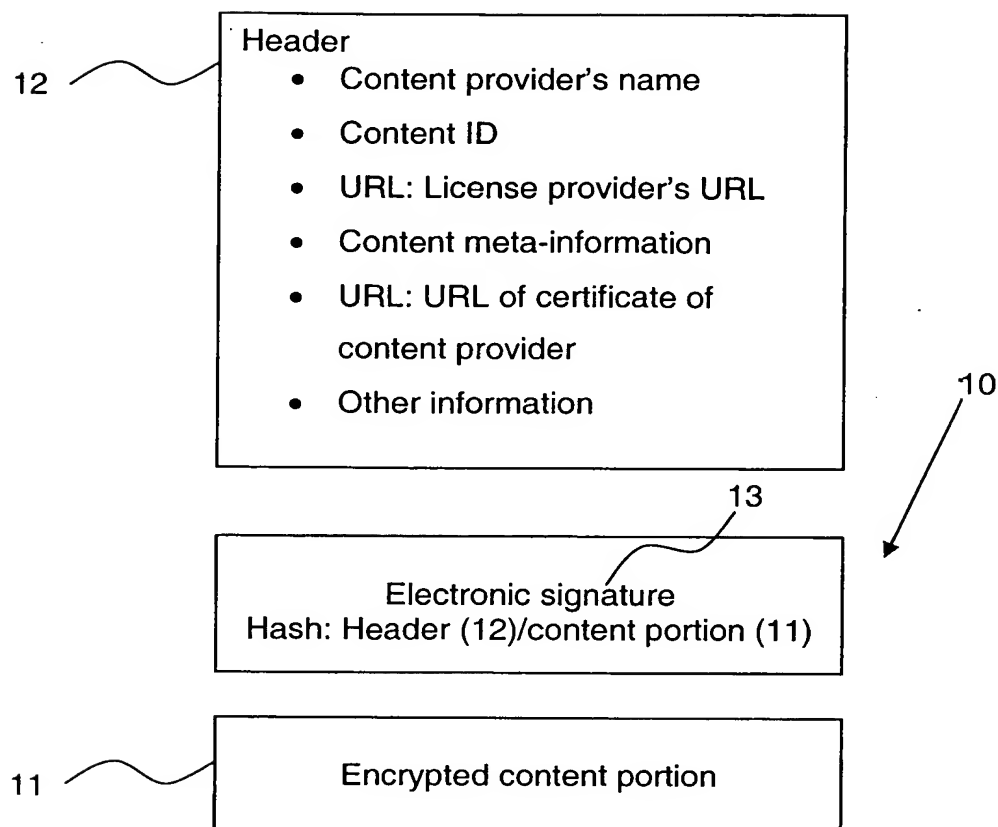 Header
12
• Content provider's name
• Content ID
• URL: License provider's URL
• Content meta-information
• URL: URL of certificate of
content provider
• Other information
10
13
Electronic signature
Hash: Header (12)/content portion (11)
11
Encrypted content portion